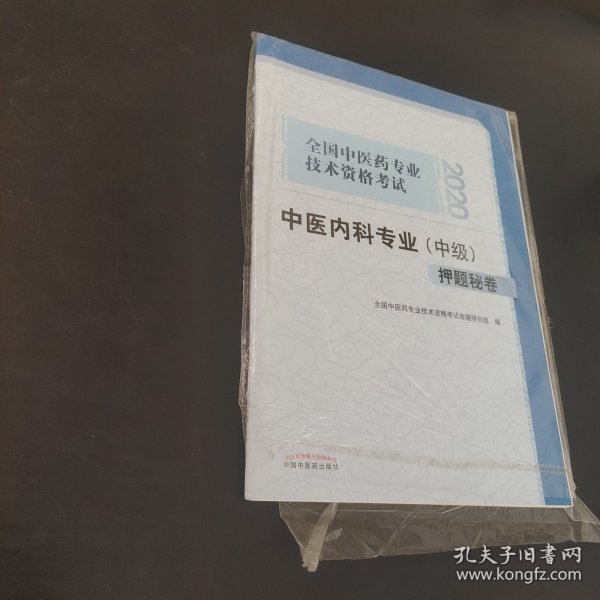 全国中医药专业
技术资格考试
2020
中医内科专业（中级）
押题秘卷
全国中医药专业技术资格考试命题研究组 编
中国中医药出版社
孔夫子旧书网
www.kongfz.com